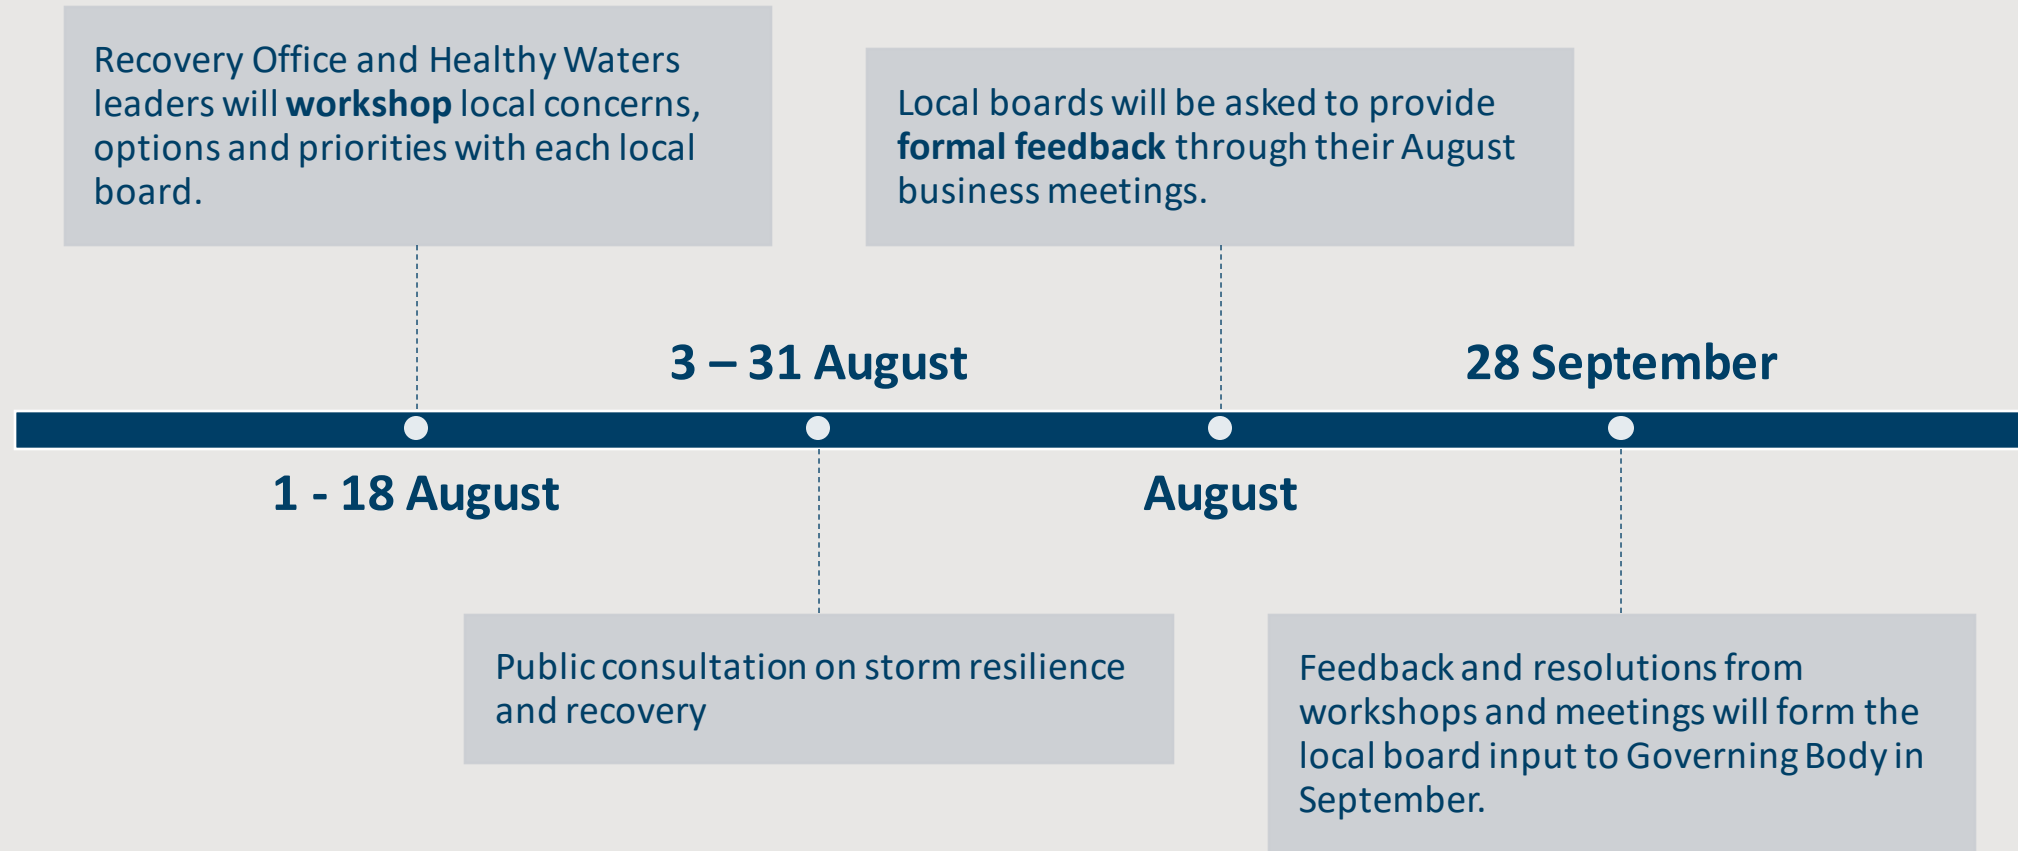 Recovery Office and Healthy Waters
leaders will workshop local concerns,
options and priorities with each local
board.
Local boards will be asked to provide
formal feedback through their August
business meetings.
3 – 31 August
28 September
1 - 18 August
August
Public consultation on storm resilience
and recovery
Feedback and resolutions from
workshops and meetings will form the
local board input to Governing Body in
September.